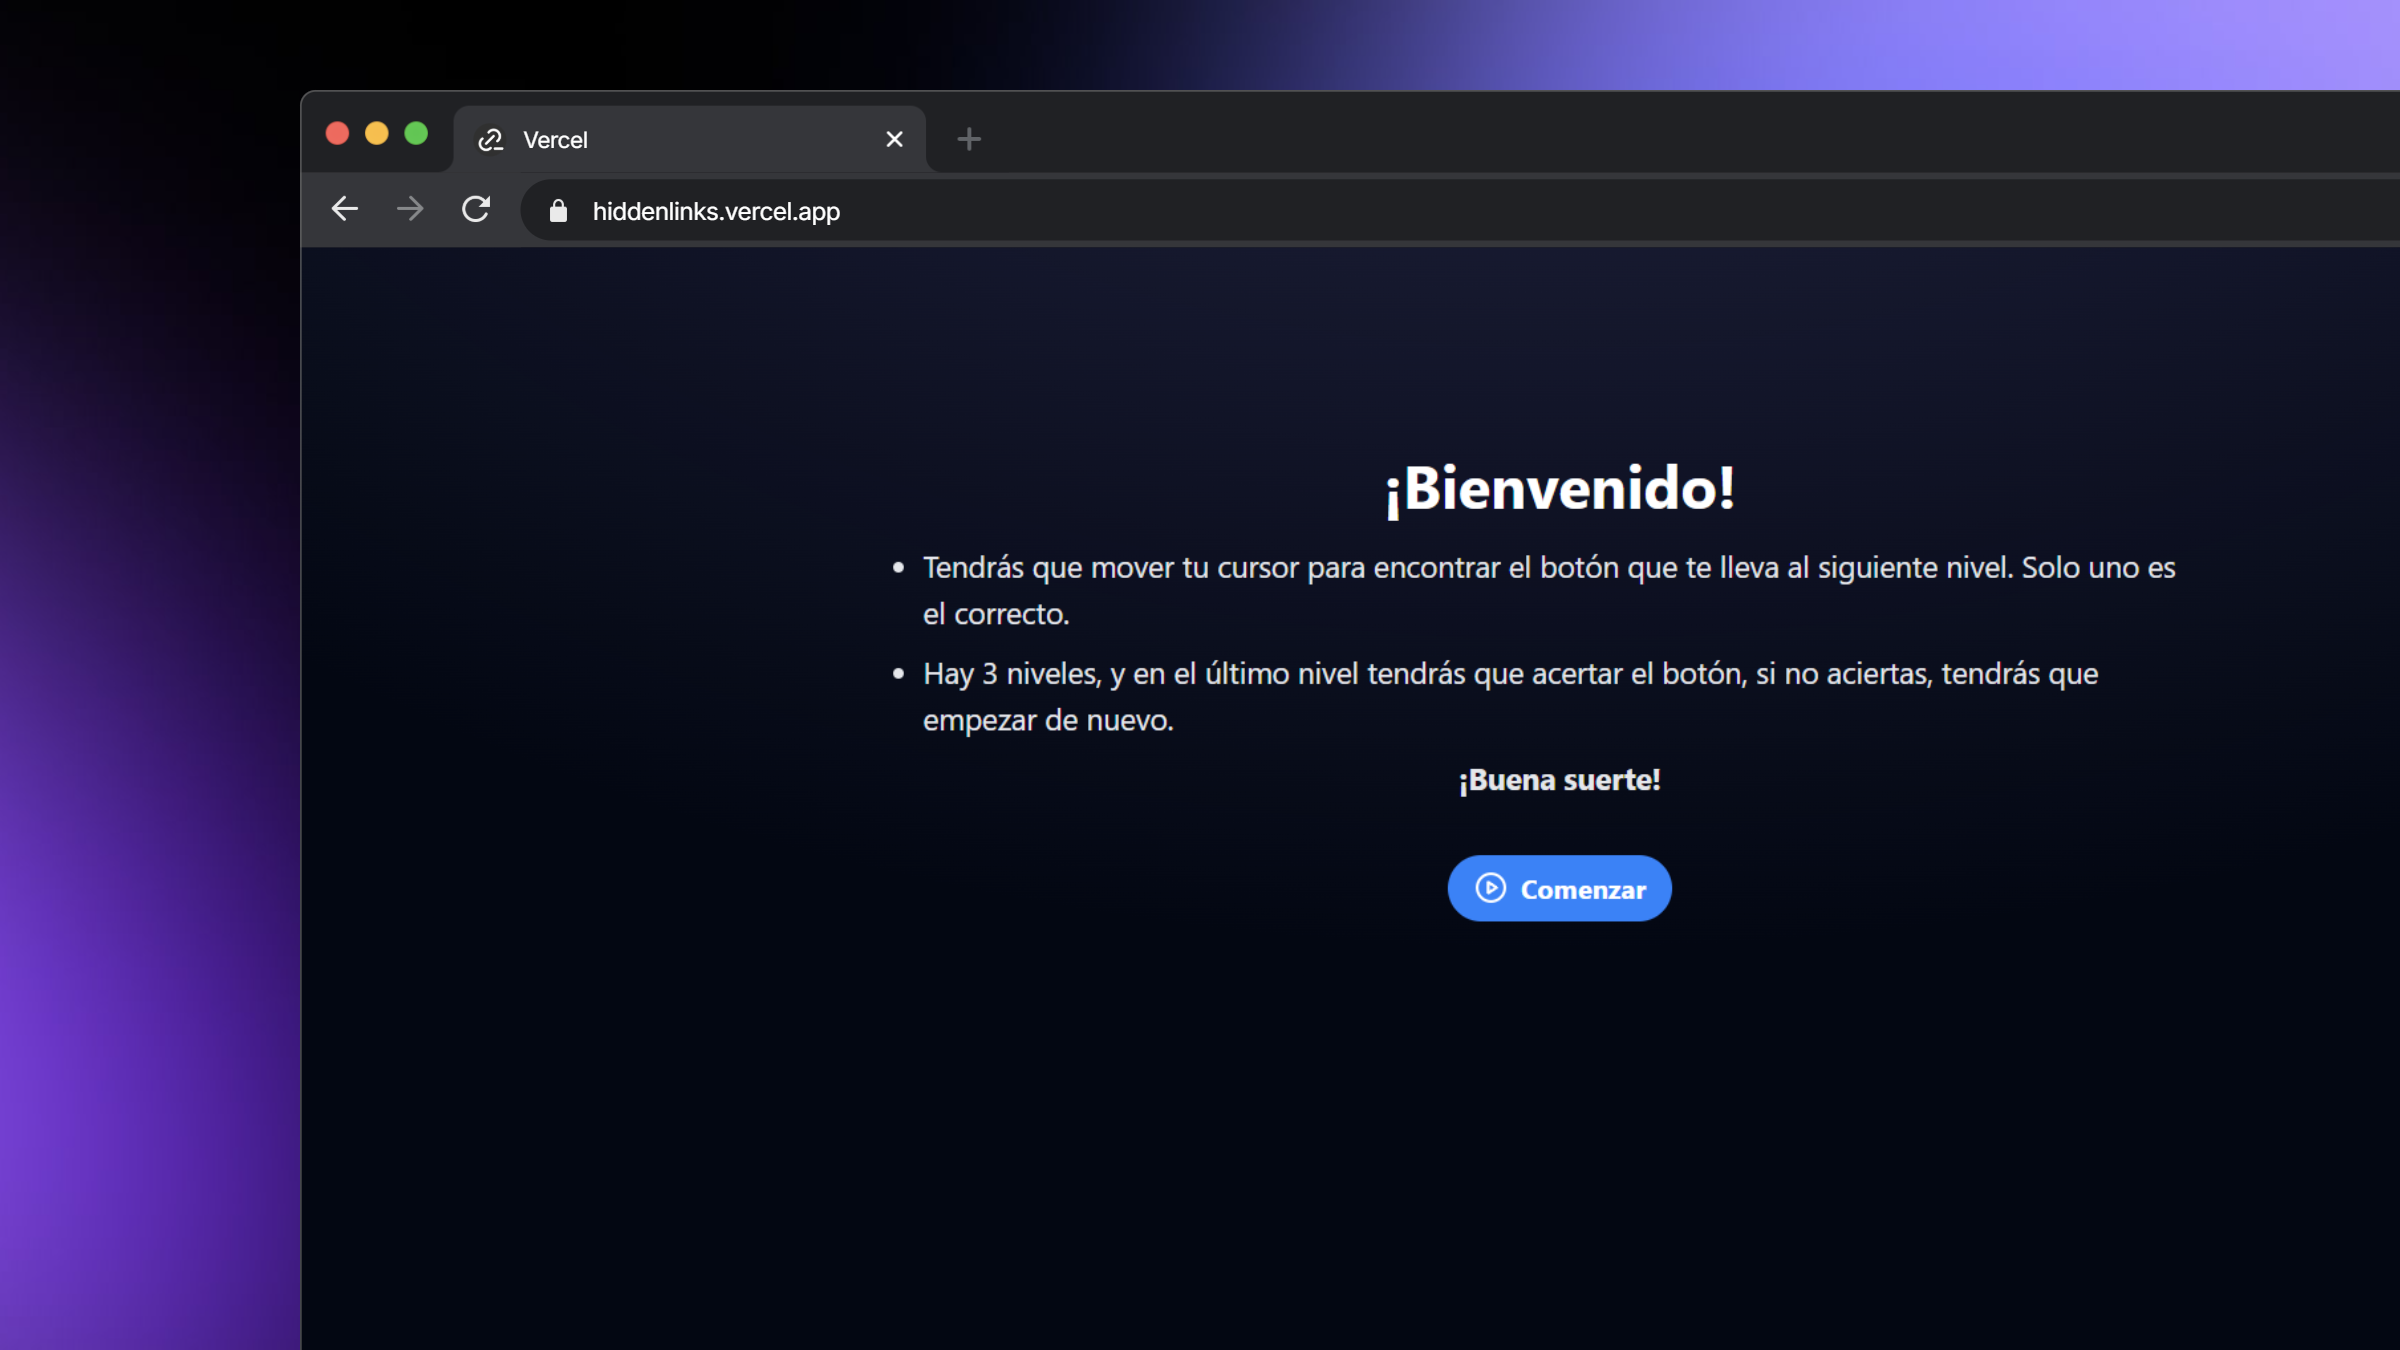 Vercel
hiddenlinks.vercel.app
¡Bienvenido!
Tendrás que mover tu cursor para encontrar el botón que te lleva al siguiente nivel. Solo uno es
el correcto.
Hay 3 niveles, y en el último nivel tendrás que acertar el botón, si no aciertas, tendrás que
empezar de nuevo.
¡Buena suerte!
Comenzar